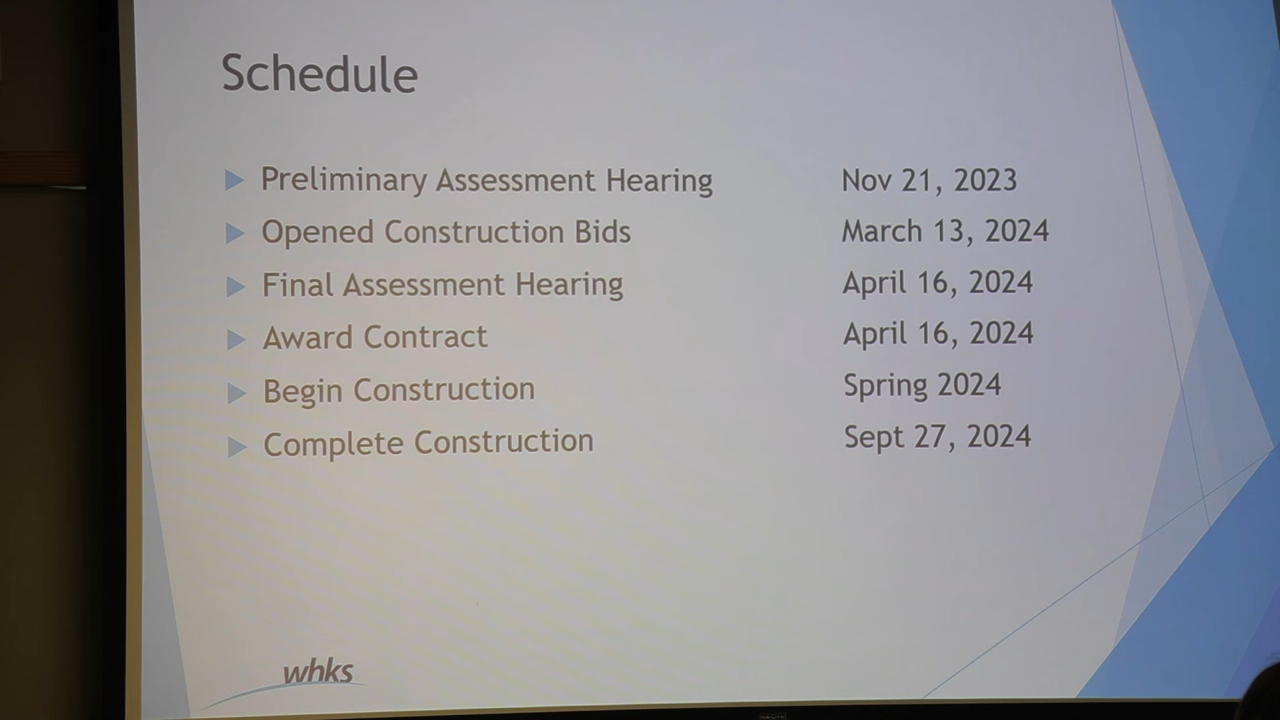 Schedule
Preliminary Assessment Hearing Nov 21, 2023
Opened Construction Bids March 13, 2024
Final Assessment Hearing April 16, 2024
Award Contract April 16, 2024
Begin Construction Spring 2024
Complete Construction Sept 27, 2024
whks